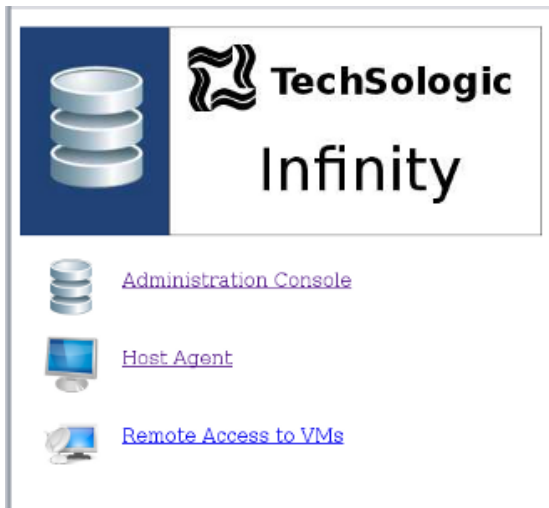 TechSologic
Infinity
Administration Console
Host Agent
Remote Access to VMs